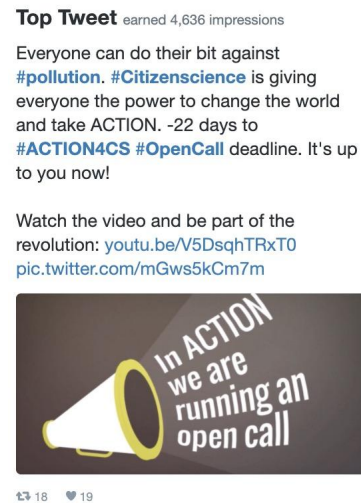 Top Tweet earned 4,636 impressions
Everyone can do their bit against
#pollution. #Citizenscience is giving
everyone the power to change the world
and take ACTION. -22 days to
#ACTION4CS #OpenCall deadline. It's up
to you now!
Watch the video and be part of the
revolution: youtu.be/V5DsqhTRxT0
pic.twitter.com/mGws5kCm7m
In ACTION
we are
running an
open call
18 19